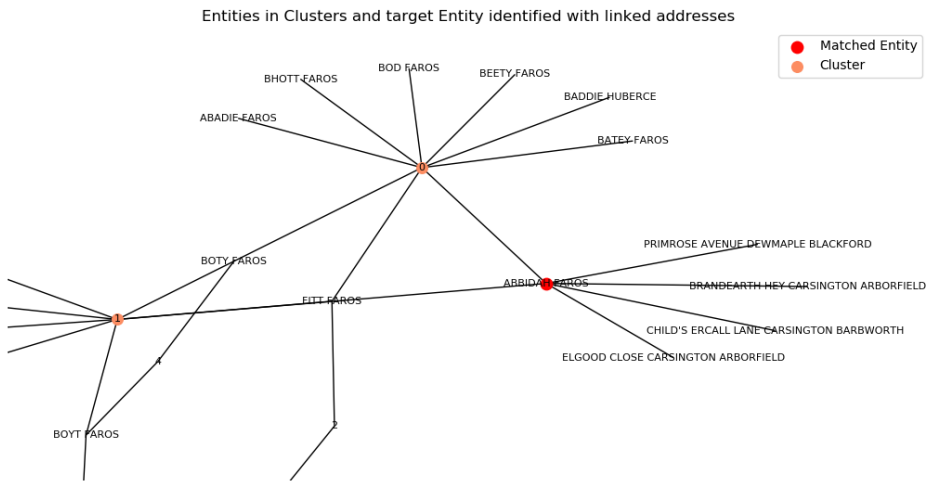 Entities in Clusters and target Entity identified with linked addresses
Matched Entity
Cluster
BOD FAROS
BHOTT FAROS
BEETY FAROS
BADDIE HUBERCE
ABADIE FAROS
BATEY FAROS
0
PRIMROSE AVENUE DEWMAPLE BLACKFORD
BOTY FAROS
ABBIDAH FAROS
BRANDEARTH HEY CARSINGTON ARBORFIELD
FITT FAROS
1
CHILD'S ERCALL LANE CARSINGTON BARBWORTH
ELGOOD CLOSE CARSINGTON ARBORFIELD
4
2
BOYT FAROS